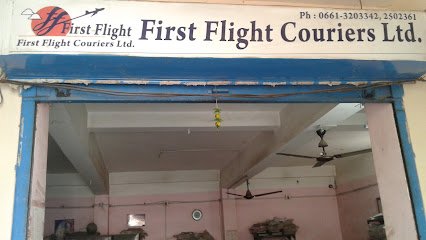 Ph : 0661-3203342, 2502361
First Flight
First Flight Couriers Ltd.
First Flight Couriers Ltd.